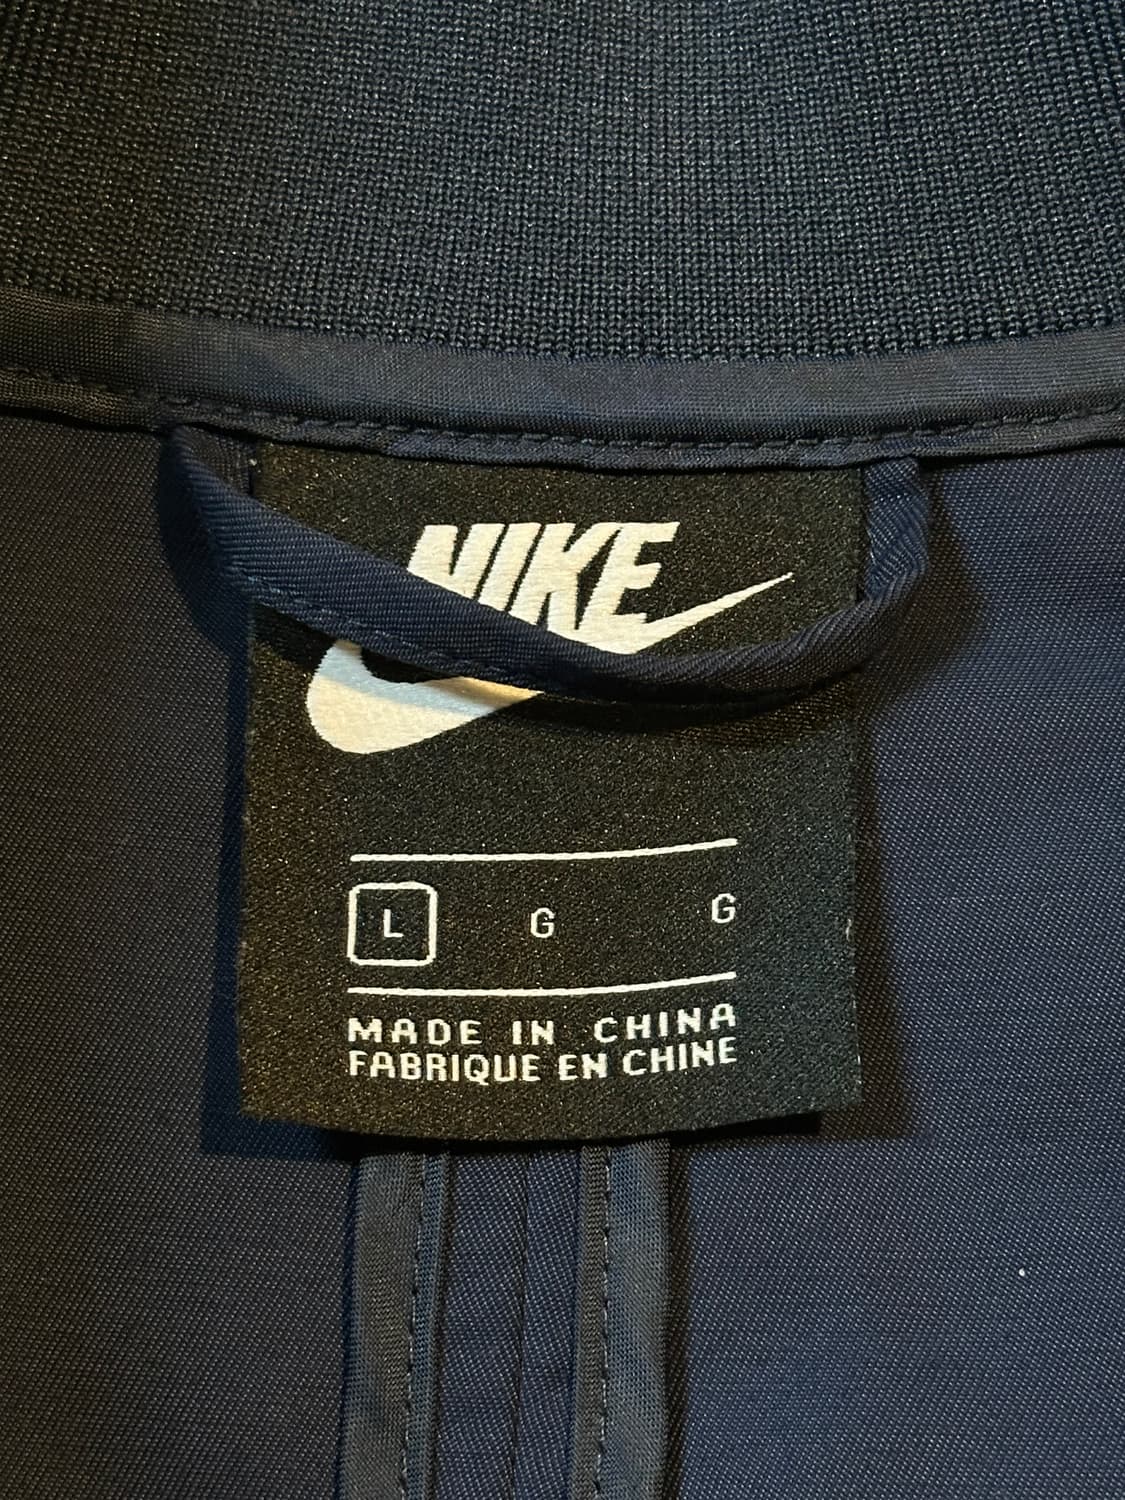 NIKE
L G G
MADE IN CHINA
FABRIQUE EN CHINE